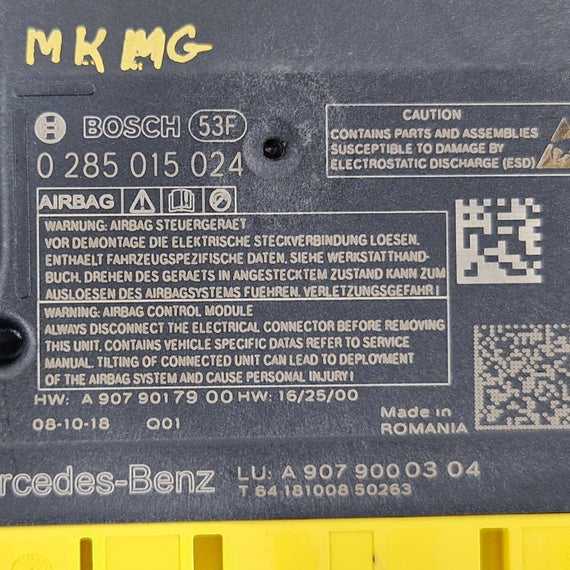 MK MG
BOSCH 53F
0 285 015 024
CAUTION
CONTAINS PARTS AND ASSEMBLIES
SUSCEPTIBLE TO DAMAGE BY
ELECTROSTATIC DISCHARGE (ESD)
AIRBAG
WARNUNG: AIRBAG STEUERGERAET
VOR DEMONTAGE DIE ELEKTRISCHE STECKVERBINDUNG LOESEN.
ENTHAELT FAHRZEUGSPEZIFISCHE DATEN, SIEHE WERKSTATTHAND-
BUCH. DREHEN DES GERAETS IN ANGESTECKTEM ZUSTAND KANN ZUM
AUSLOESEN DES AIRBAGSYSTEMS FUEHREN. VERLETZUNGSGEFAHR!
WARNING: AIRBAG CONTROL MODULE
ALWAYS DISCONNECT THE ELECTRICAL CONNECTOR BEFORE REMOVING
THIS UNIT. CONTAINS VEHICLE SPECIFIC DATAS REFER TO SERVICE
MANUAL. TILTING OF CONNECTED UNIT CAN LEAD TO DEPLOYMENT
OF THE AIRBAG SYSTEM AND CAUSE PERSONAL INJURY!
HW: A 907 901 79 00 HW: 16/25/00
08-10-18 Q01
Made in
ROMANIA
rcedes-Benz LU: A 907 900 03 04
T 64 181008 50263